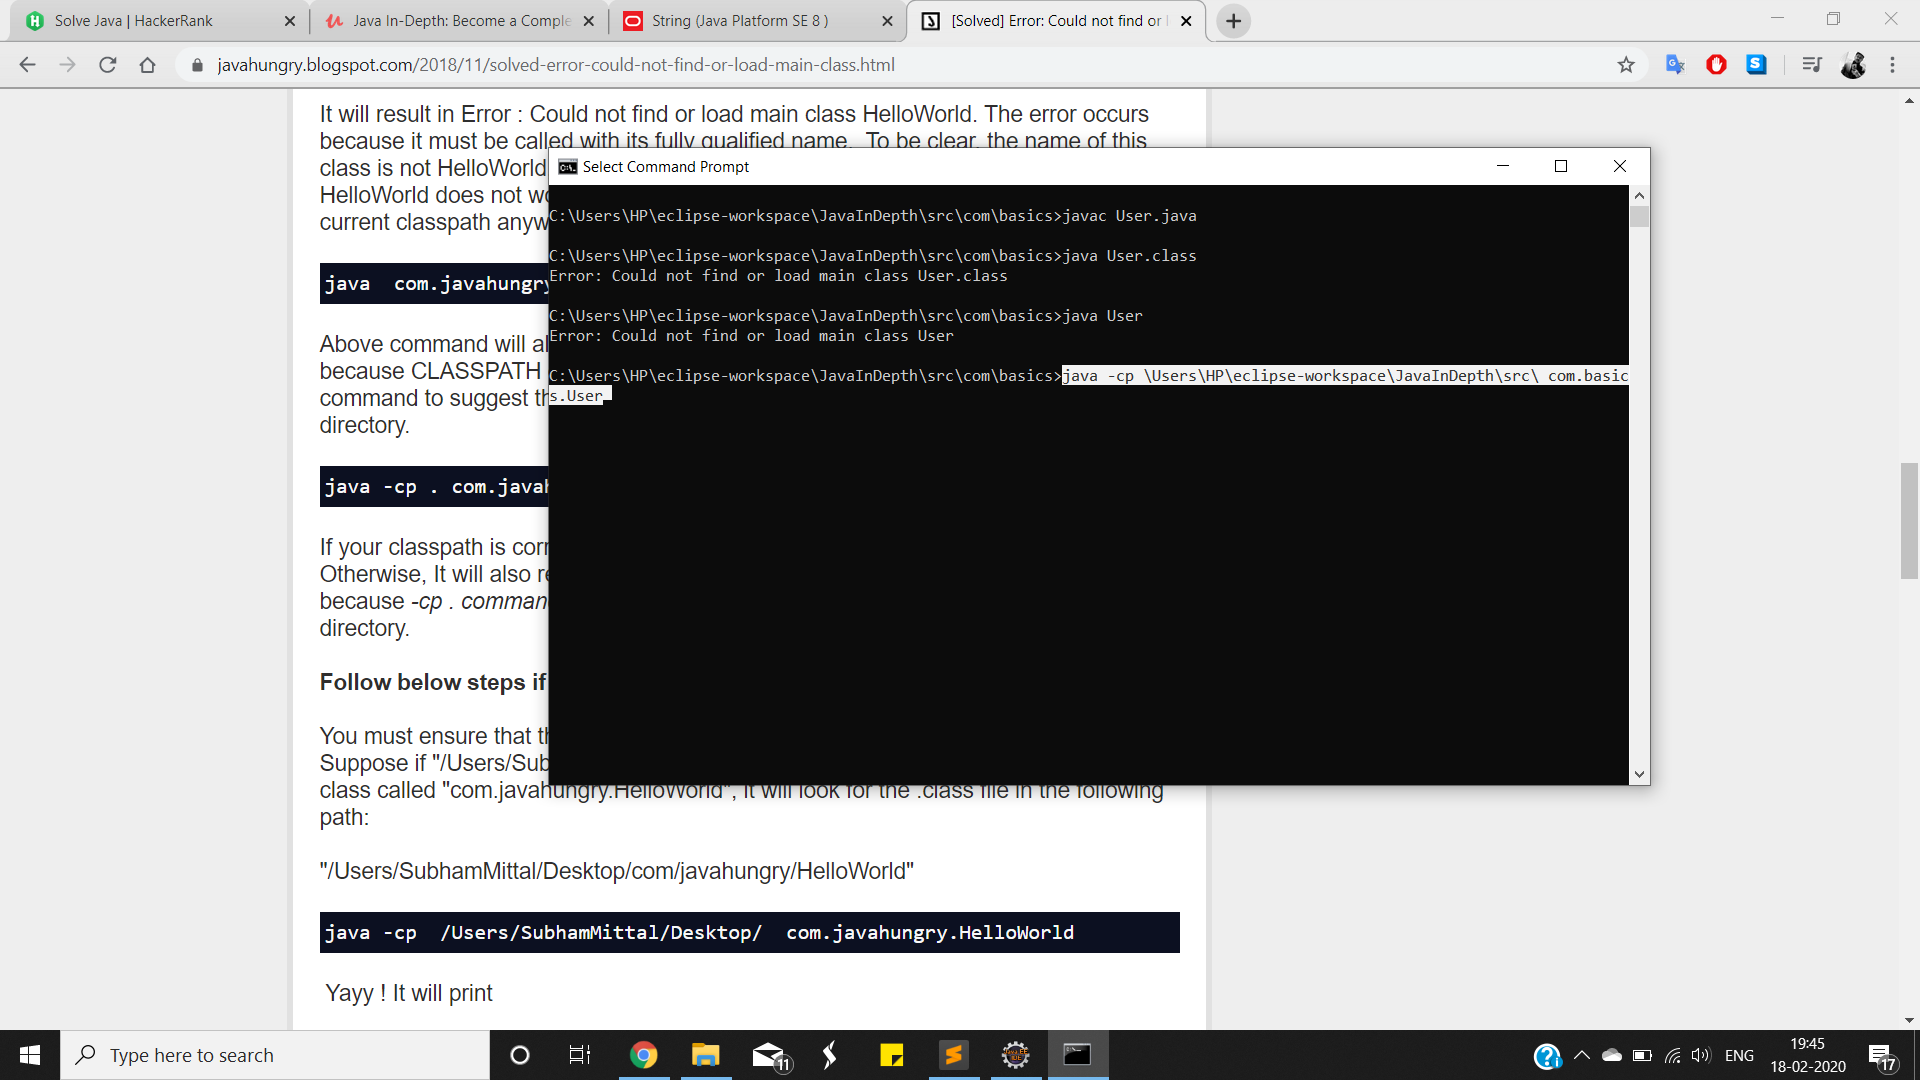 Solve Java | HackerRank
Java In-Depth: Become a Comple
String (Java Platform SE 8 )
[Solved] Error: Could not find or
javahungry.blogspot.com/2018/11/solved-error-could-not-find-or-load-main-class.html
It will result in Error : Could not find or load main class HelloWorld. The error occurs
because it must be called with its fully qualified name. To be clear, the name of this
class is not HelloWorld
HelloWorld does not
current classpath
java com.javahungry
Above command will
because CLASSPATH
command to suggest
directory.
java -cp .
If your classpath is
Otherwise, It will also
because -cp .
directory.
Follow below steps if
You must ensure that
Suppose if
class called "com.javahungry.HelloWorld", it will look for the .class file in the following
path:
"/Users/SubhamMittal/Desktop/com/javahungry/HelloWorld"
java -cp /Users/SubhamMittal/Desktop/ com.javahungry.HelloWorld
Yayy ! It will print
Select Command Prompt
C:\Users\HP\eclipse-workspace\JavaInDepth\src\com\basics>javac User.java
C:\Users\HP\eclipse-workspace\JavaInDepth\src\com\basics>java User.class
Error: Could not find or load main class User.class
C:\Users\HP\eclipse-workspace\JavaInDepth\src\com\basics>java User
Error: Could not find or load main class User
C:\Users\HP\eclipse-workspace\JavaInDepth\src\com\basics>java -cp \Users\HP\eclipse-workspace\JavaInDepth\src\ com.basic
s.User
Type here to search
11
ENG
19:45
18-02-2020
17